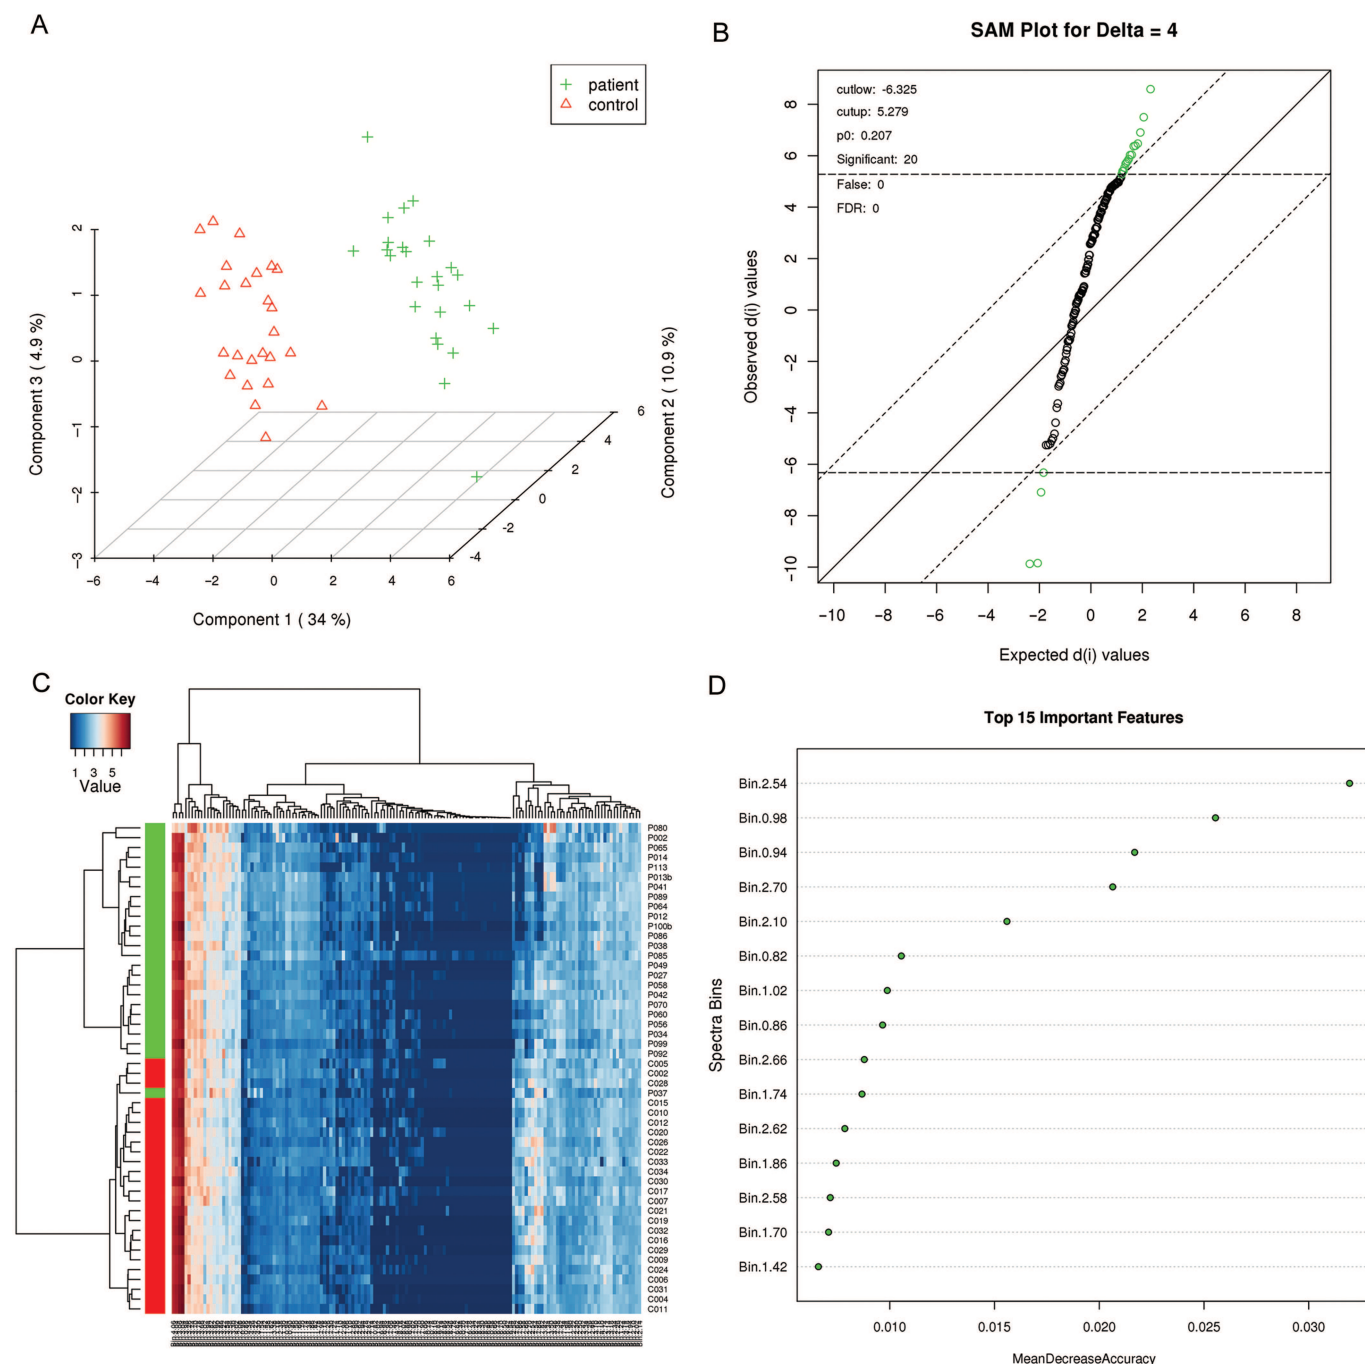 A
patient
control
2
1
0
−1
−2
−3
Component 3 ( 4.9 %)
−6
−4
−2
0
2
4
6
Component 1 ( 34 %)
6
4
2
0
-2
-4
Component 2 ( 10.9 %)
B
SAM Plot for Delta = 4
cutlow: -6.325
cutup: 5.279
p0: 0.207
Significant: 20
False: 0
FDR: 0
8
6
4
2
0
−2
−4
−6
−8
−10
Observed d(i) values
−10
−8
−6
−4
−2
0
2
4
6
8
Expected d(i) values
C
Color Key
1 3 5
Value
P080
P002
P065
P014
P113
P013b
P041
P089
P064
P012
P100b
P086
P038
P085
P049
P027
P058
P042
P070
P060
P056
P034
P099
P092
C005
C002
C028
P037
C015
C010
C012
C020
C026
C022
C033
C034
C030
C017
C007
C021
C019
C032
C016
C029
C009
C024
C006
C031
C004
C011
D
Top 15 Important Features
Bin.2.54
Bin.0.98
Bin.0.94
Bin.2.70
Bin.2.10
Bin.0.82
Bin.1.02
Bin.0.86
Bin.2.66
Bin.1.74
Bin.2.62
Bin.1.86
Bin.2.58
Bin.1.70
Bin.1.42
Spectra Bins
0.010
0.015
0.020
0.025
0.030
MeanDecreaseAccuracy